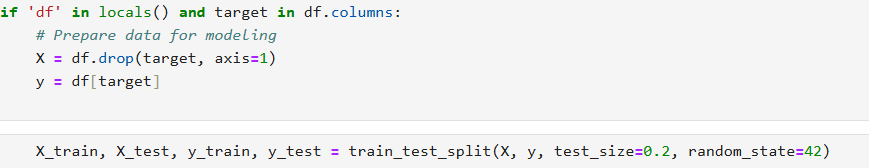 if 'df' in locals() and target in df.columns:
    # Prepare data for modeling
    X = df.drop(target, axis=1)
    y = df[target]
    X_train, X_test, y_train, y_test = train_test_split(X, y, test_size=0.2, random_state=42)